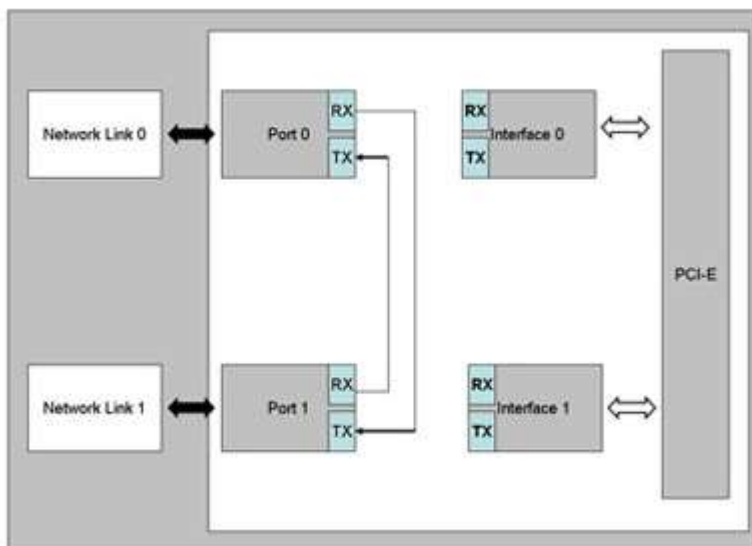 RX
RX
Network Link 0
Port 0
Interface 0
TX
TX
PCI-E
RX
RX
Network Link 1
Port 1
Interface 1
TX
TX